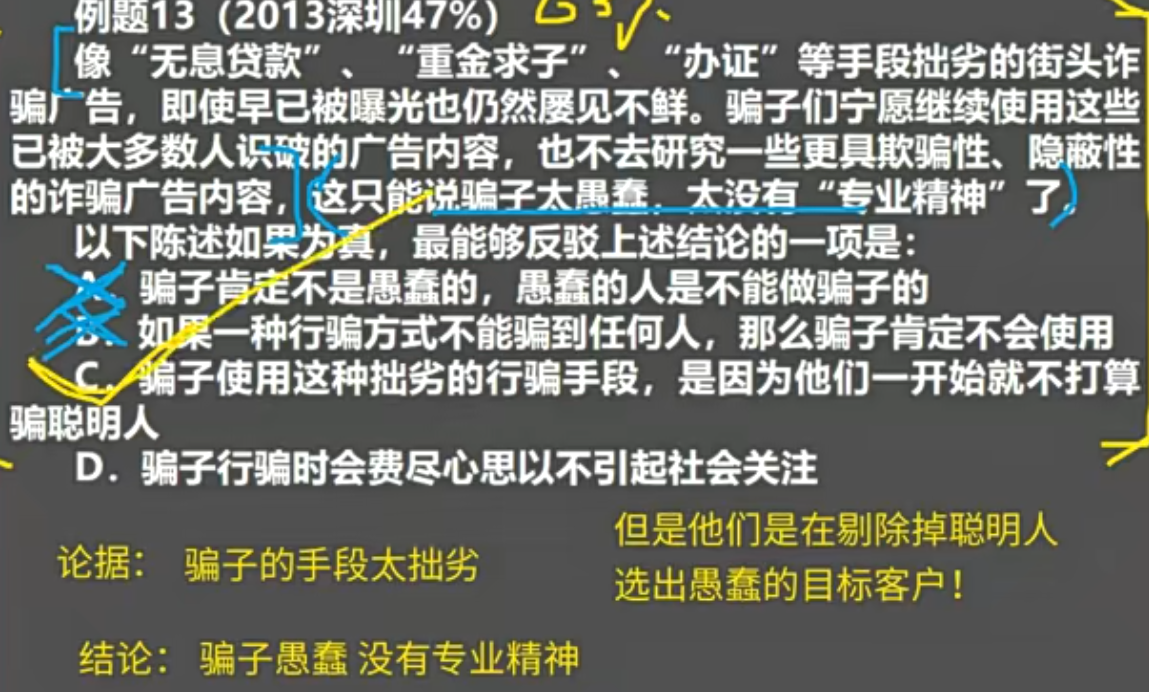 例题13（2013深圳47%）
像“无息贷款”、“重金求子”、“办证”等手段拙劣的街头诈
骗广告，即使早已被曝光也仍然屡见不鲜。骗子们宁愿继续使用这些
已被大多数人识破的广告内容，也不去研究一些更具欺骗性、隐蔽性
的诈骗广告内容，这只能说骗子太愚蠢，太没有“专业精神”了。
以下陈述如果为真，最能够反驳上述结论的一项是：
A．骗子肯定不是愚蠢的，愚蠢的人是不能做骗子的
B．如果一种行骗方式不能骗到任何人，那么骗子肯定不会使用
C．骗子使用这种拙劣的行骗手段，是因为他们一开始就不打算
骗聪明人
D．骗子行骗时会费尽心思以不引起社会关注
论据： 骗子的手段太拙劣
但是他们是在剔除掉聪明人
选出愚蠢的目标客户！
结论： 骗子愚蠢 没有专业精神